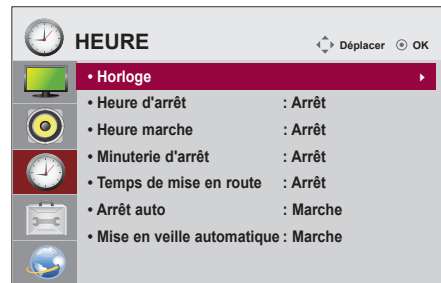 HEURE Déplacer OK
• Horloge
• Heure d'arrêt : Arrêt
• Heure marche : Arrêt
• Minuterie d'arrêt : Arrêt
• Temps de mise en route : Arrêt
• Arrêt auto : Marche
• Mise en veille automatique : Marche